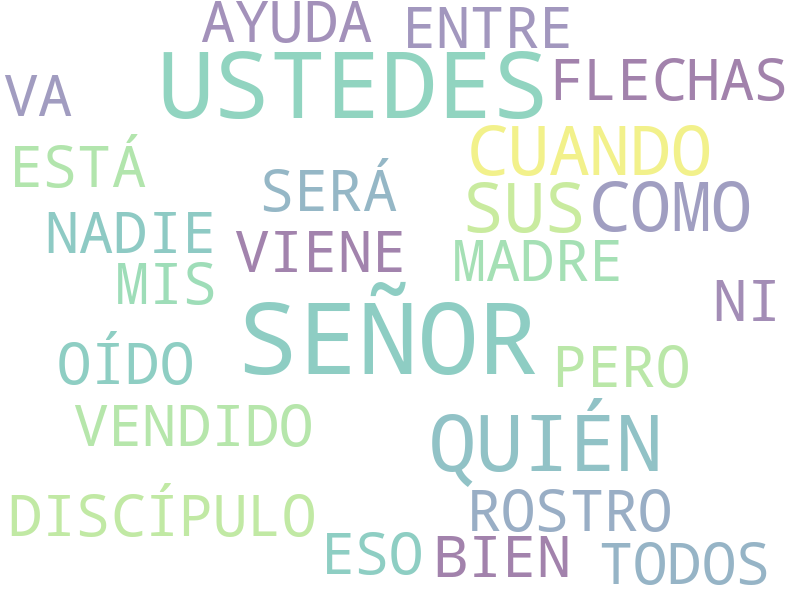 AYUDA ENTRE
VA USTEDES FLECHAS
ESTÁ SERÁ CUANDO
NADIE VIENE SUS COMO
MIS MADRE
SEÑOR NI
OÍDO PERO
VENDIDO QUIÉN
DISCÍPULO ROSTRO
ESO BIEN TODOS